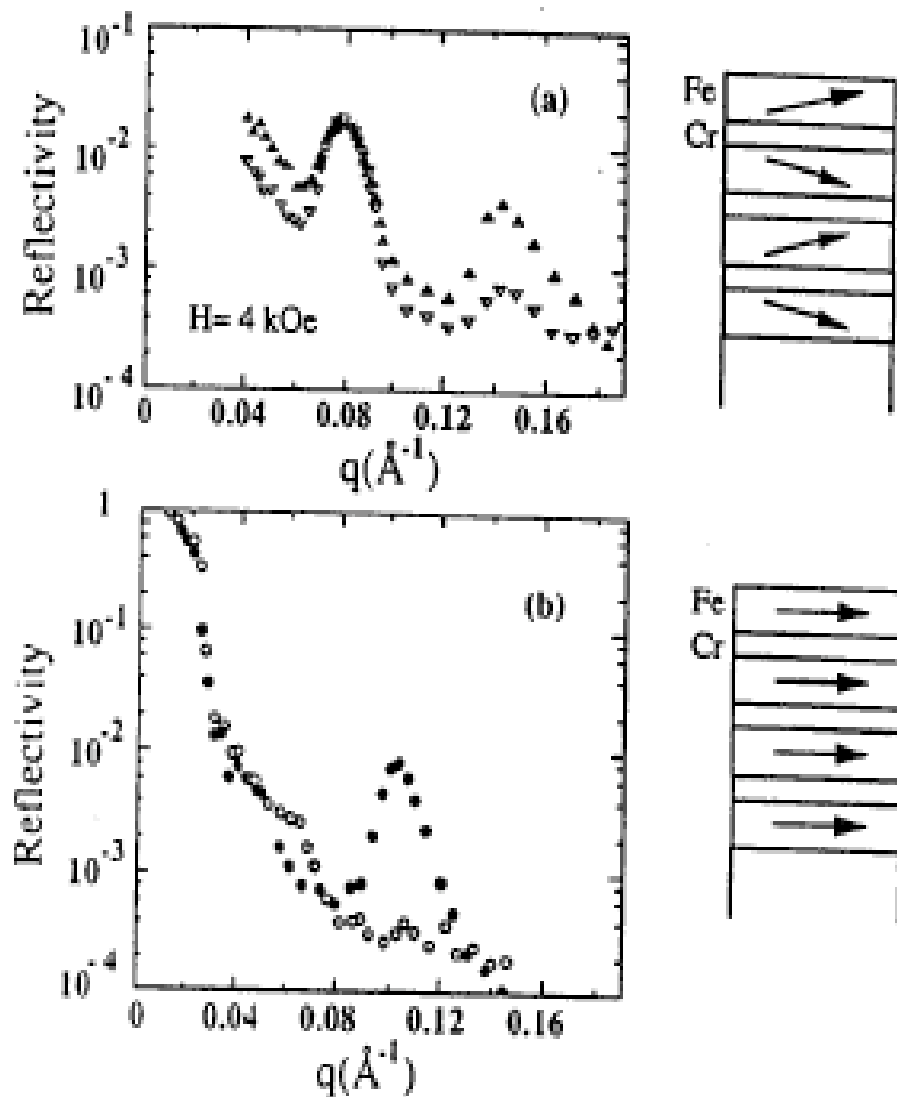 10^-1
10^-2
10^-3
10^-4
Reflectivity
(a)
H= 4 kOe
0 0.04 0.08 0.12 0.16
q(Å^-1)
Fe
Cr
1
10^-1
10^-2
10^-3
10^-4
Reflectivity
(b)
0 0.04 0.08 0.12 0.16
q(Å^-1)
Fe
Cr